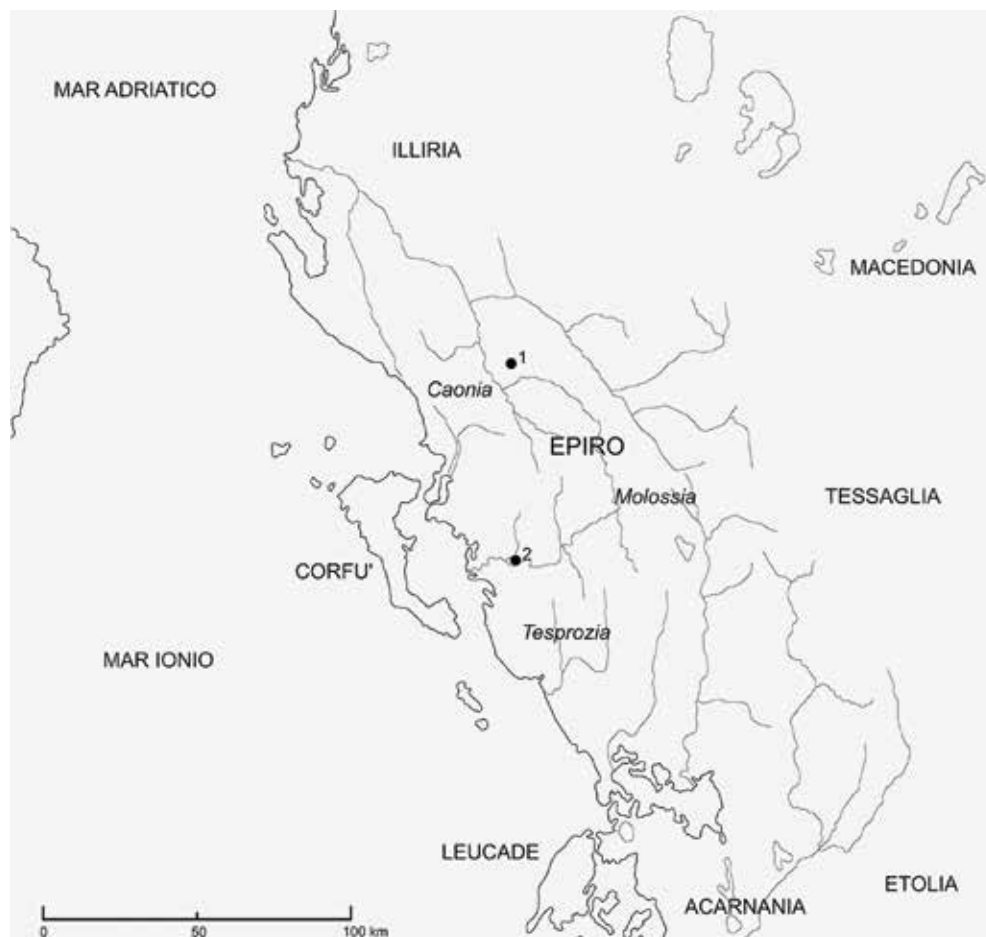 MAR ADRIATICO
ILLIRIA
MACEDONIA
1
Caonia
EPIRO
Molossia
TESSAGLIA
2
CORFU'
Tesprozia
MAR IONIO
LEUCADE
ETOLIA
ACARNANIA
0 50 100 km